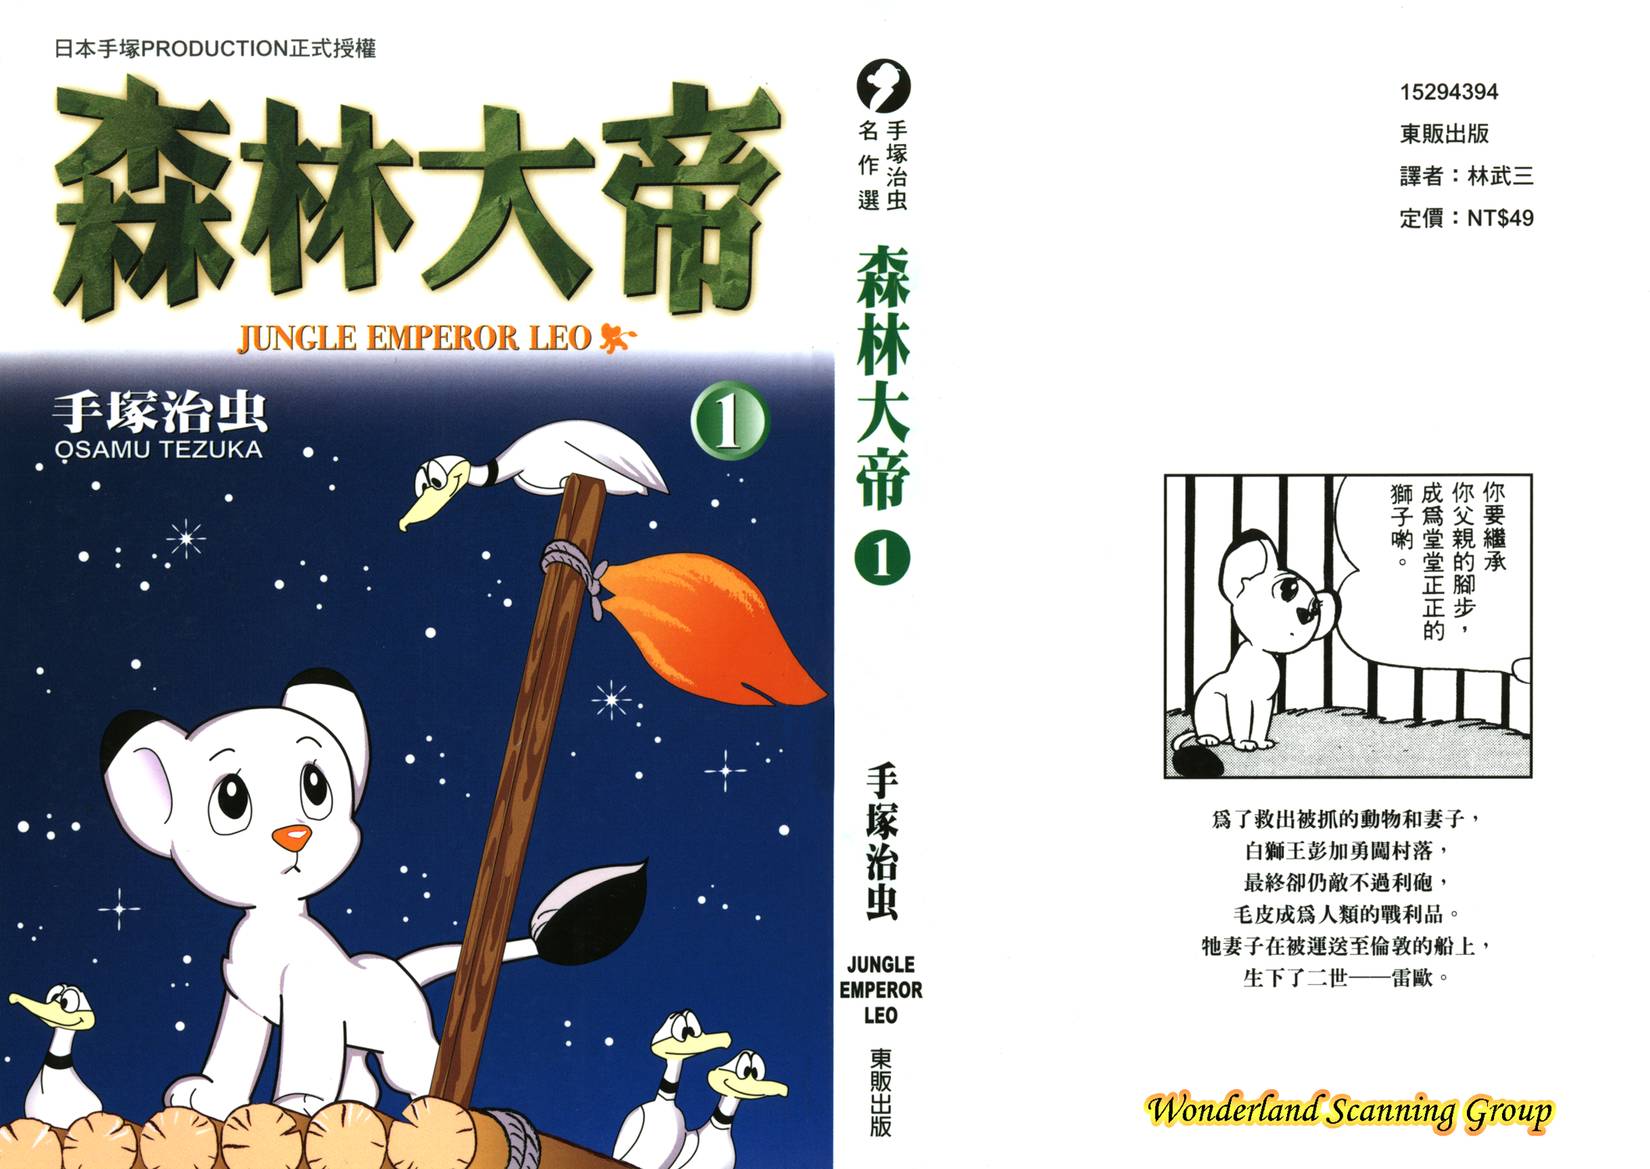 日本手塚PRODUCTION正式授權
森林大帝
JUNGLE EMPEROR LEO
手塚治虫
OSAMU TEZUKA
1
手塚治虫
名作選
森林大帝
1
手塚治虫
JUNGLE
EMPEROR
LEO
東販出版
15294394
東販出版
譯者：林武三
定價：NT$49
你要繼承
你父親的腳步，
成爲堂堂正正的
獅子喲。
爲了救出被抓的動物和妻子，
白獅王彭加勇闖村落，
最終卻仍敵不過利砲，
毛皮成爲人類的戰利品。
牠妻子在被運送至倫敦的船上，
生下了二世——雷歐。
Wonderland Scanning Group